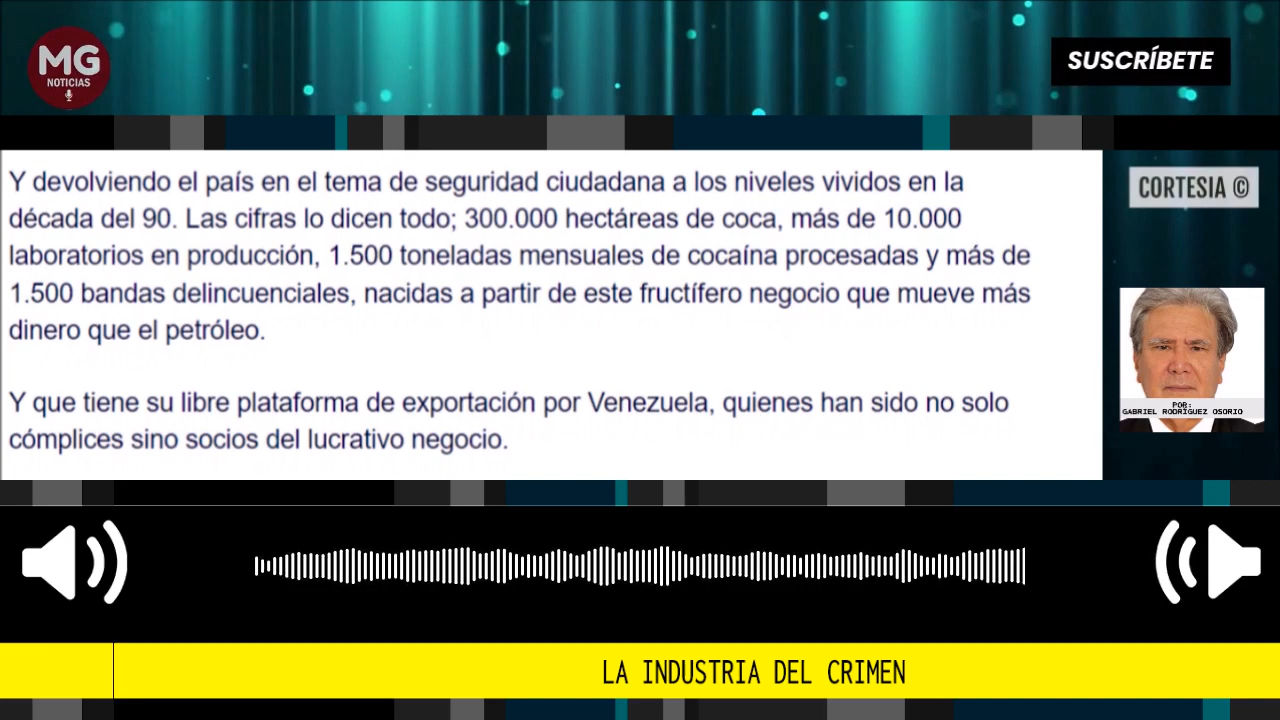 MG
NOTICIAS
SUSCRÍBETE
Y devolviendo el país en el tema de seguridad ciudadana a los niveles vividos en la
década del 90. Las cifras lo dicen todo; 300.000 hectáreas de coca, más de 10.000
laboratorios en producción, 1.500 toneladas mensuales de cocaína procesadas y más de
1.500 bandas delincuenciales, nacidas a partir de este fructífero negocio que mueve más
dinero que el petróleo.
Y que tiene su libre plataforma de exportación por Venezuela, quienes han sido no solo
cómplices sino socios del lucrativo negocio.
CORTESIA ©
POR:
GABRIEL RODRÍGUEZ OSORIO
LA INDUSTRIA DEL CRIMEN